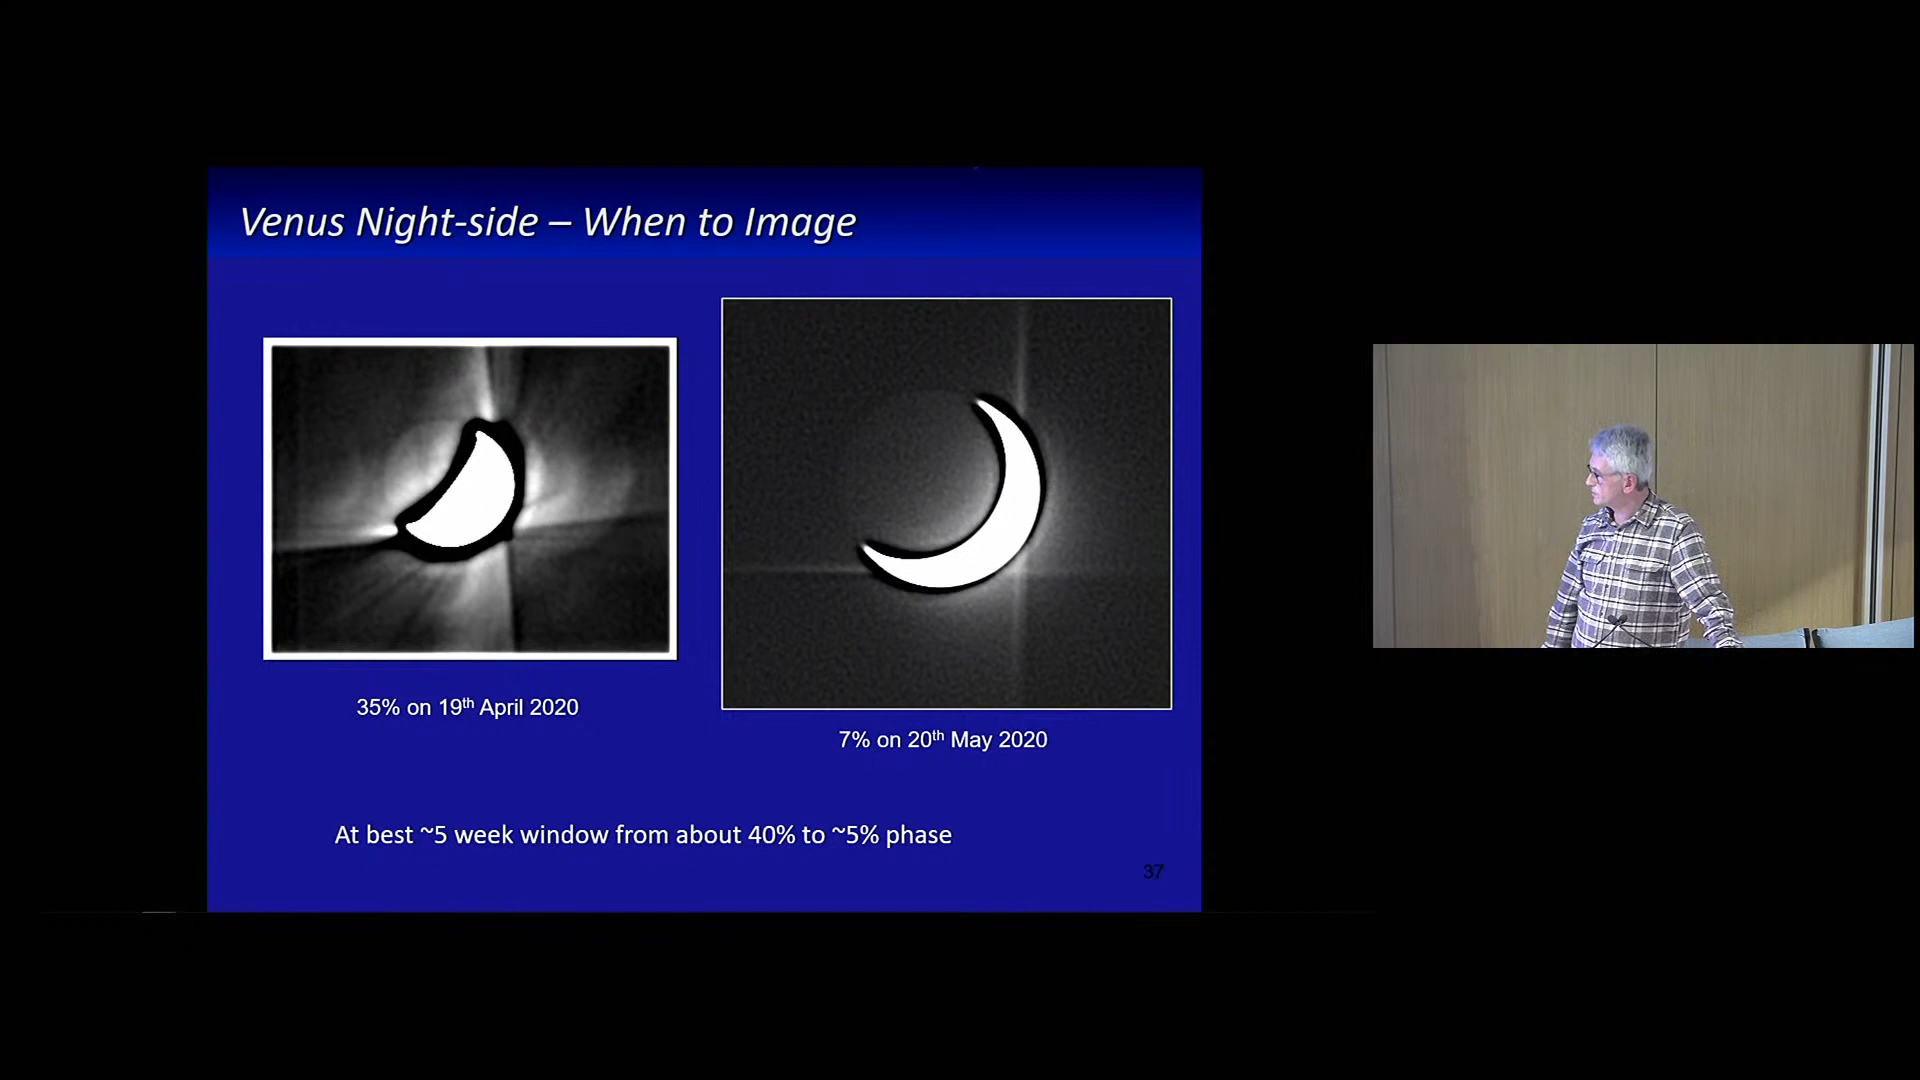 Venus Night-side – When to Image
35% on 19th April 2020
7% on 20th May 2020
At best ~5 week window from about 40% to ~5% phase
37